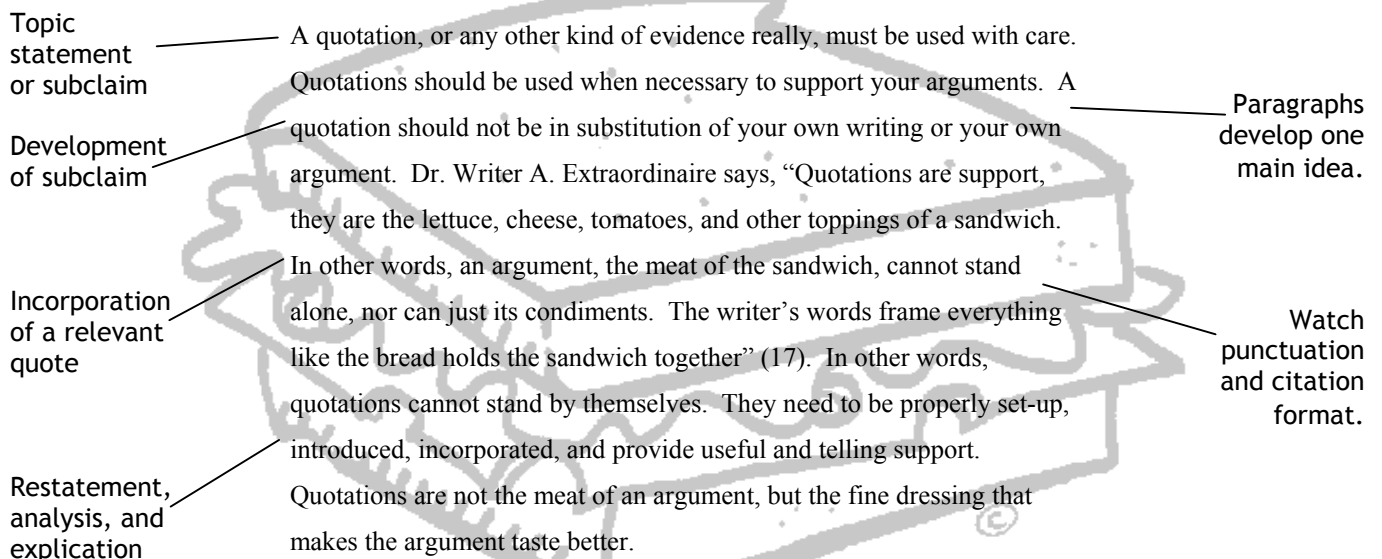 Topic
statement
or subclaim
Development
of subclaim
Incorporation
of a relevant
quote
Restatement,
analysis, and
explication
A quotation, or any other kind of evidence really, must be used with care.
Quotations should be used when necessary to support your arguments.  A
quotation should not be in substitution of your own writing or your own
argument.  Dr. Writer A. Extraordinaire says, “Quotations are support,
they are the lettuce, cheese, tomatoes, and other toppings of a sandwich.
In other words, an argument, the meat of the sandwich, cannot stand
alone, nor can just its condiments.  The writer’s words frame everything
like the bread holds the sandwich together” (17).  In other words,
quotations cannot stand by themselves.  They need to be properly set-up,
introduced, incorporated, and provide useful and telling support.
Quotations are not the meat of an argument, but the fine dressing that
makes the argument taste better.
Paragraphs
develop one
main idea.
Watch
punctuation
and citation
format.
©